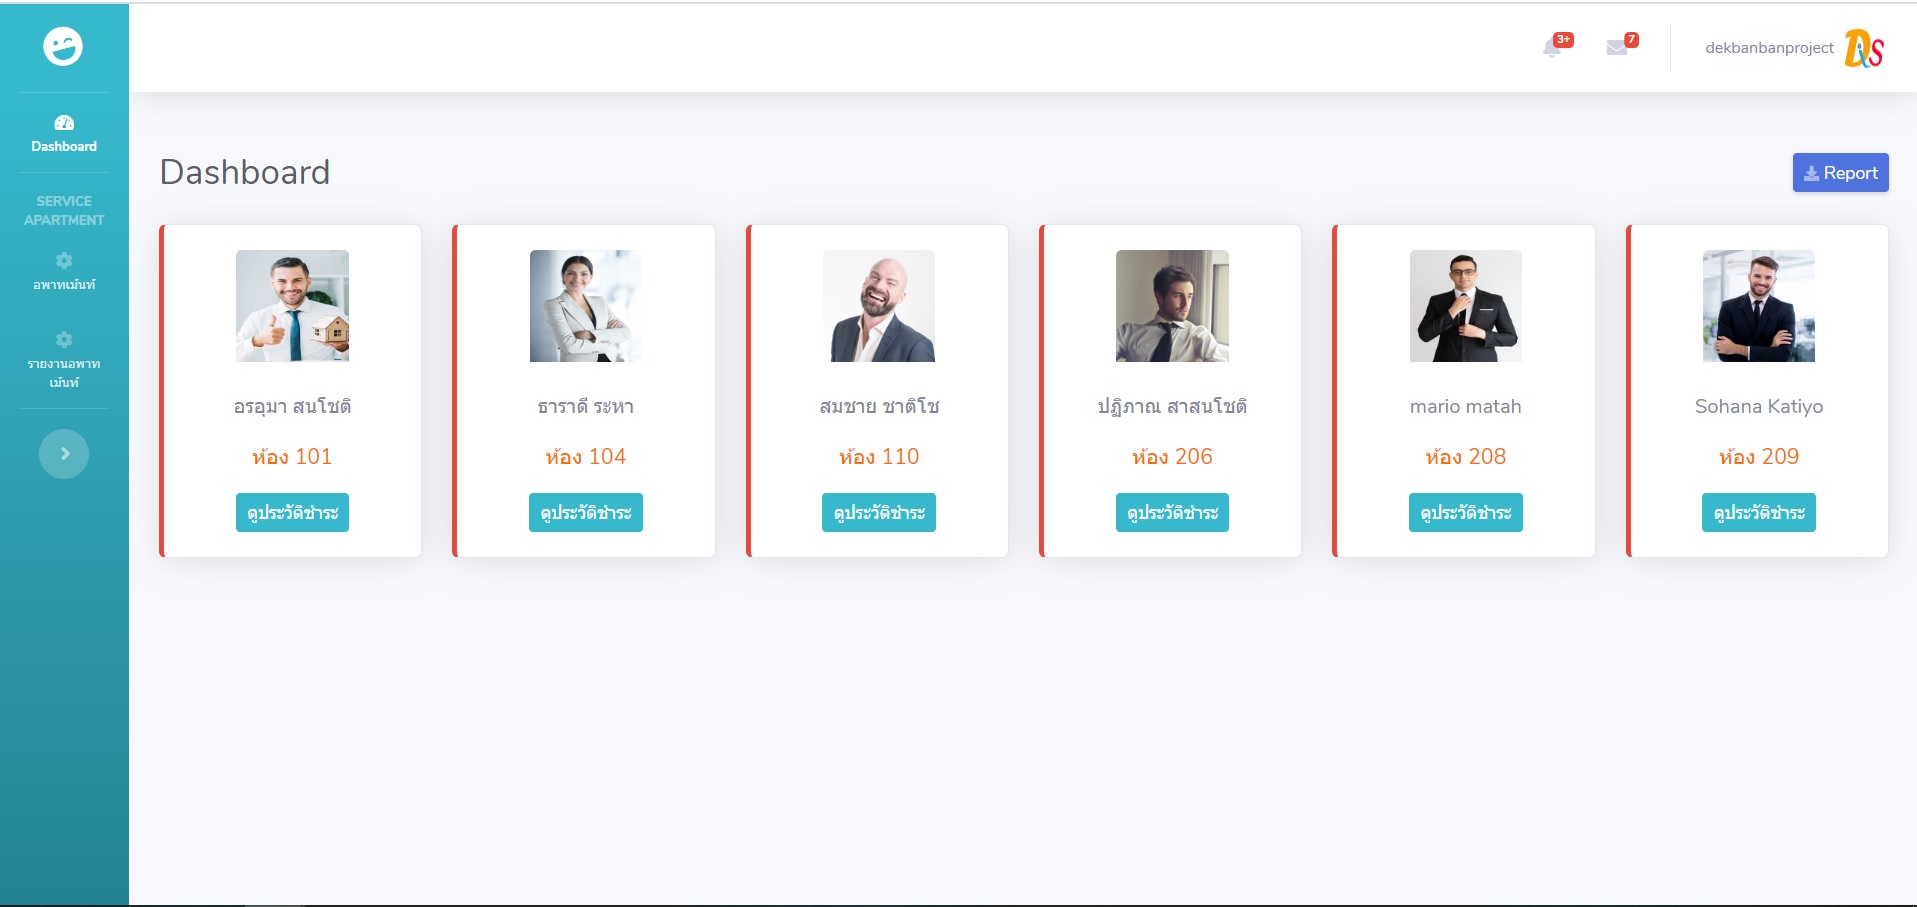 3+
7
dekbanbanproject
Dis
Dashboard
SERVICE
APARTMENT
อพาทเม้นท์
รายงานอพาท
เม้นท์
Dashboard
Report
อรอุมา สนโชติ
ห้อง 101
ดูประวัติชำระ
ธาราดี ระหา
ห้อง 104
ดูประวัติชำระ
สมชาย ชาติโช
ห้อง 110
ดูประวัติชำระ
ปฏิภาณ สาสนโชติ
ห้อง 206
ดูประวัติชำระ
mario matah
ห้อง 208
ดูประวัติชำระ
Sohana Katiyo
ห้อง 209
ดูประวัติชำระ